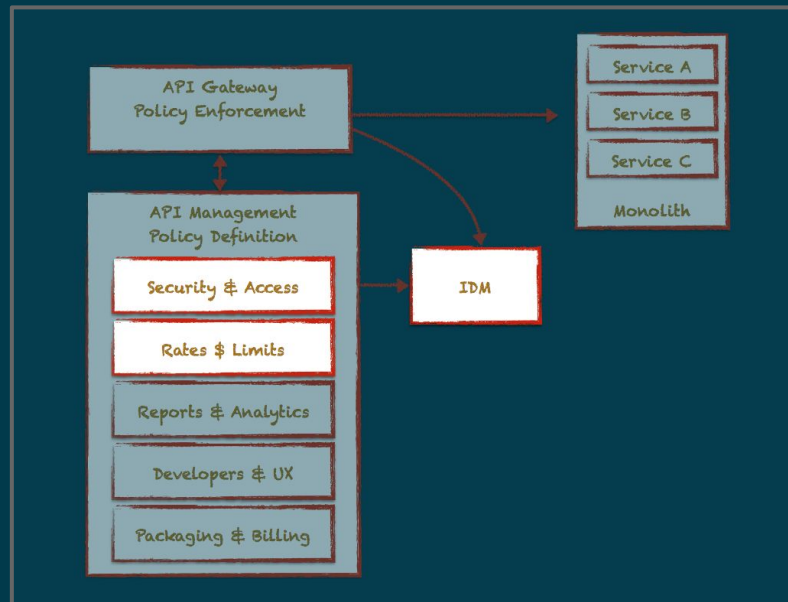 API Gateway
Policy Enforcement
Service A
Service B
Service C
Monolith
API Management
Policy Definition
Security & Access
Rates $ Limits
Reports & Analytics
Developers & UX
Packaging & Billing
IDM